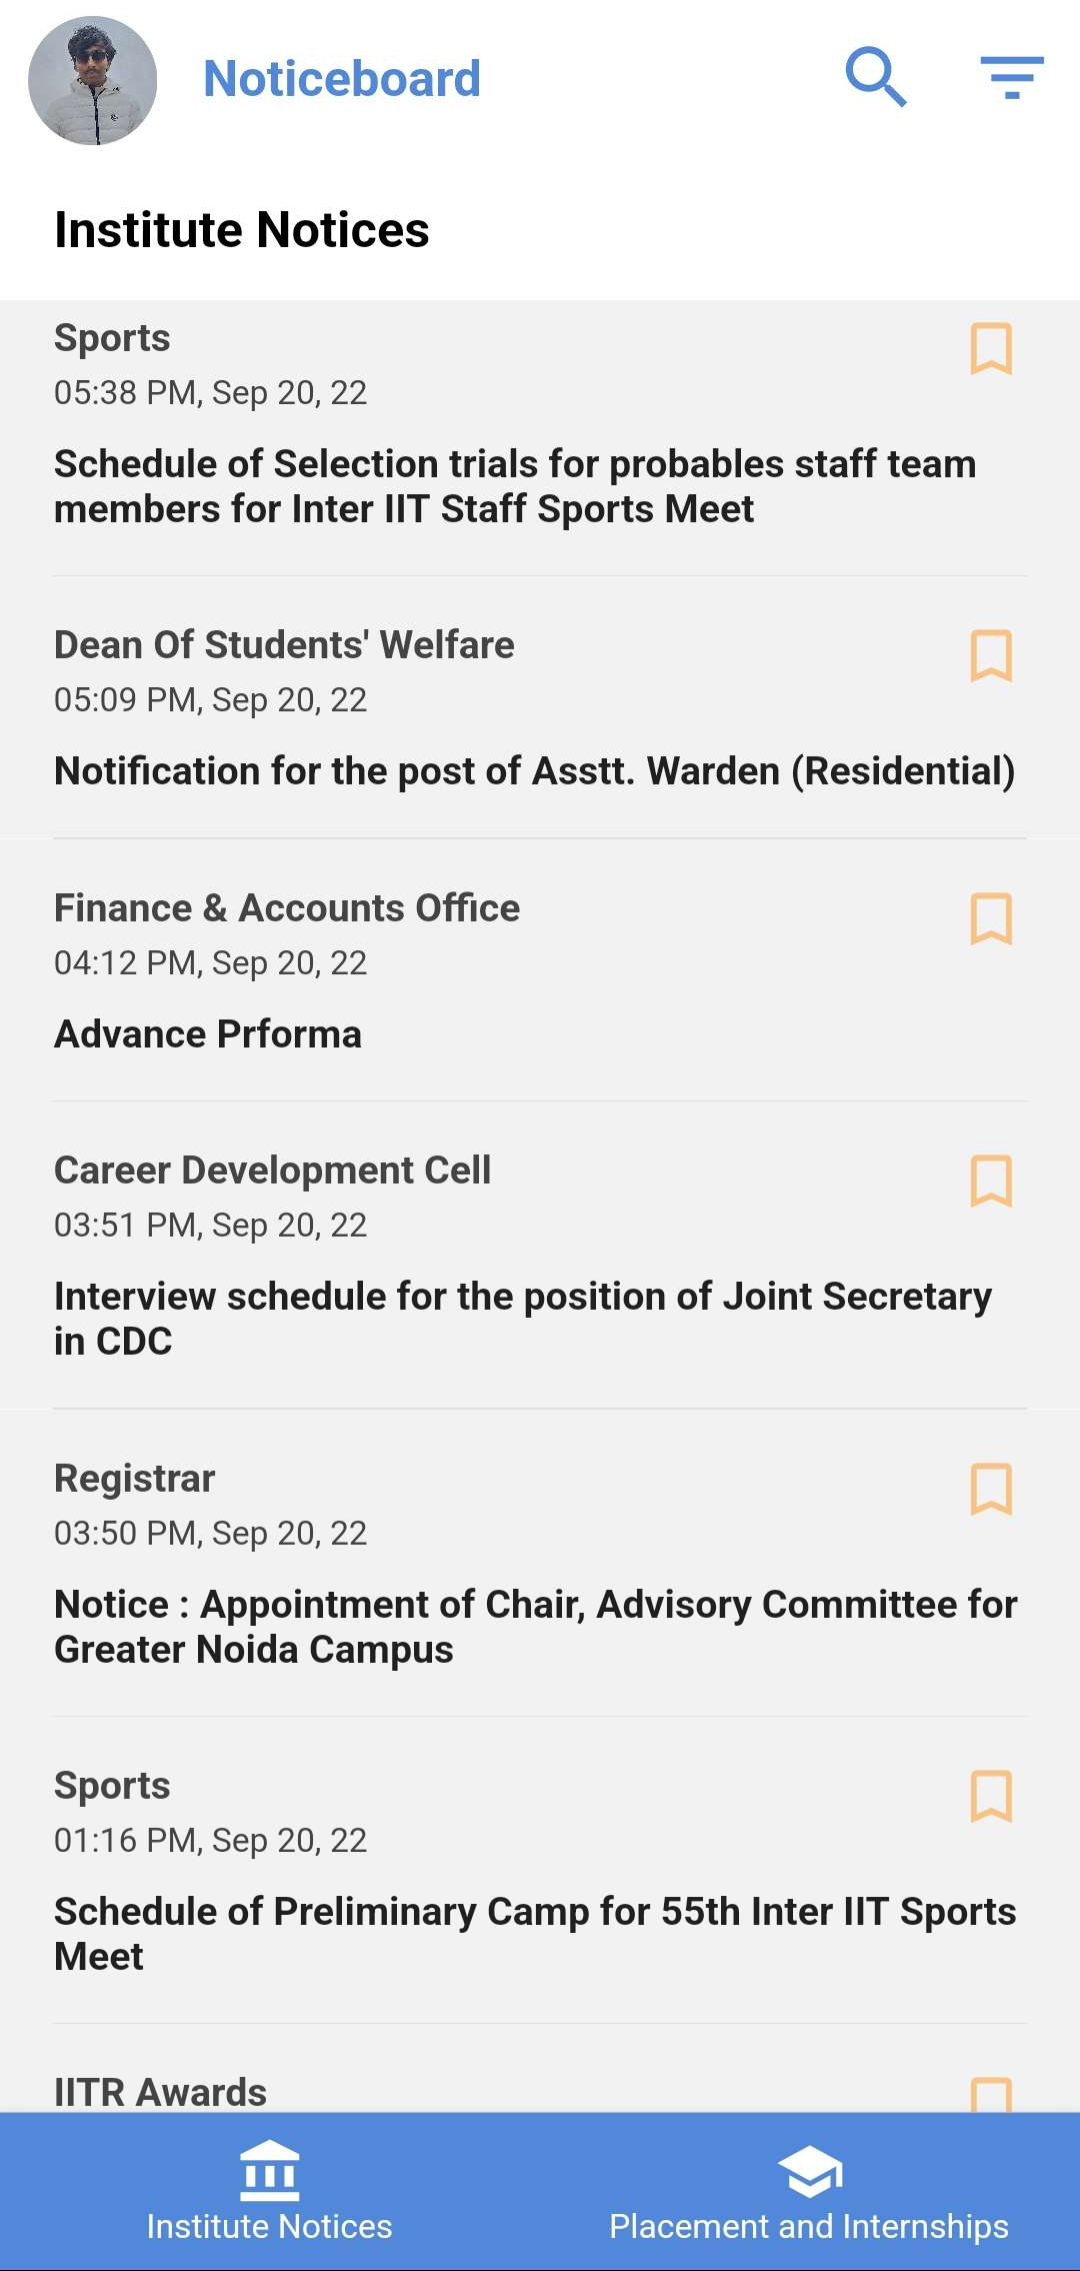 Noticeboard
Institute Notices
Sports
05:38 PM, Sep 20, 22
Schedule of Selection trials for probables staff team
members for Inter IIT Staff Sports Meet
Dean Of Students' Welfare
05:09 PM, Sep 20, 22
Notification for the post of Asstt. Warden (Residential)
Finance & Accounts Office
04:12 PM, Sep 20, 22
Advance Prforma
Career Development Cell
03:51 PM, Sep 20, 22
Interview schedule for the position of Joint Secretary
in CDC
Registrar
03:50 PM, Sep 20, 22
Notice : Appointment of Chair, Advisory Committee for
Greater Noida Campus
Sports
01:16 PM, Sep 20, 22
Schedule of Preliminary Camp for 55th Inter IIT Sports
Meet
IITR Awards
Institute Notices
Placement and Internships